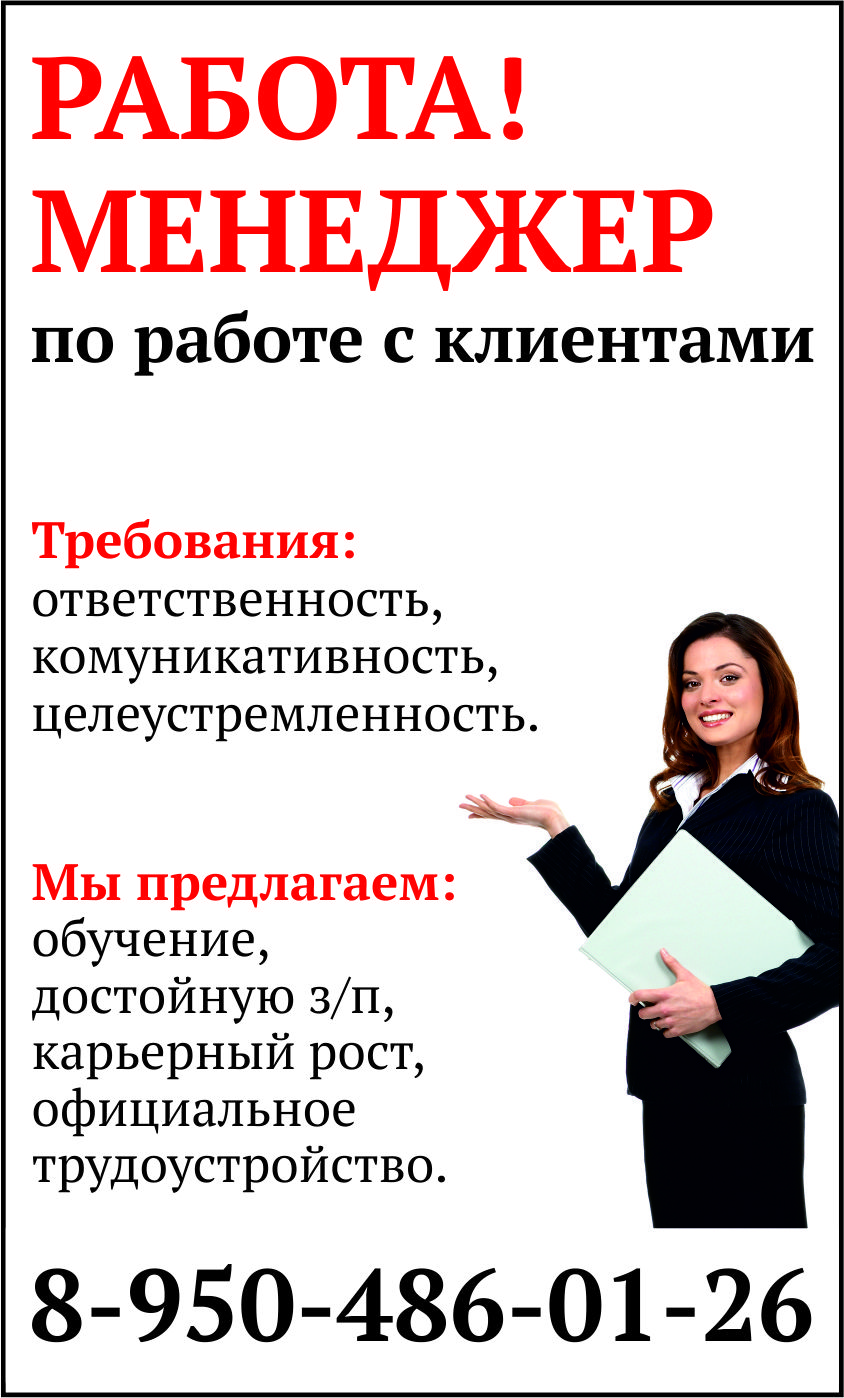 РАБОТА!
МЕНЕДЖЕР
по работе с клиентами
Требования:
ответственность,
комуникативность,
целеустремленность.
Мы предлагаем:
обучение,
достойную з/п,
карьерный рост,
официальное
трудоустройство.
8-950-486-01-26